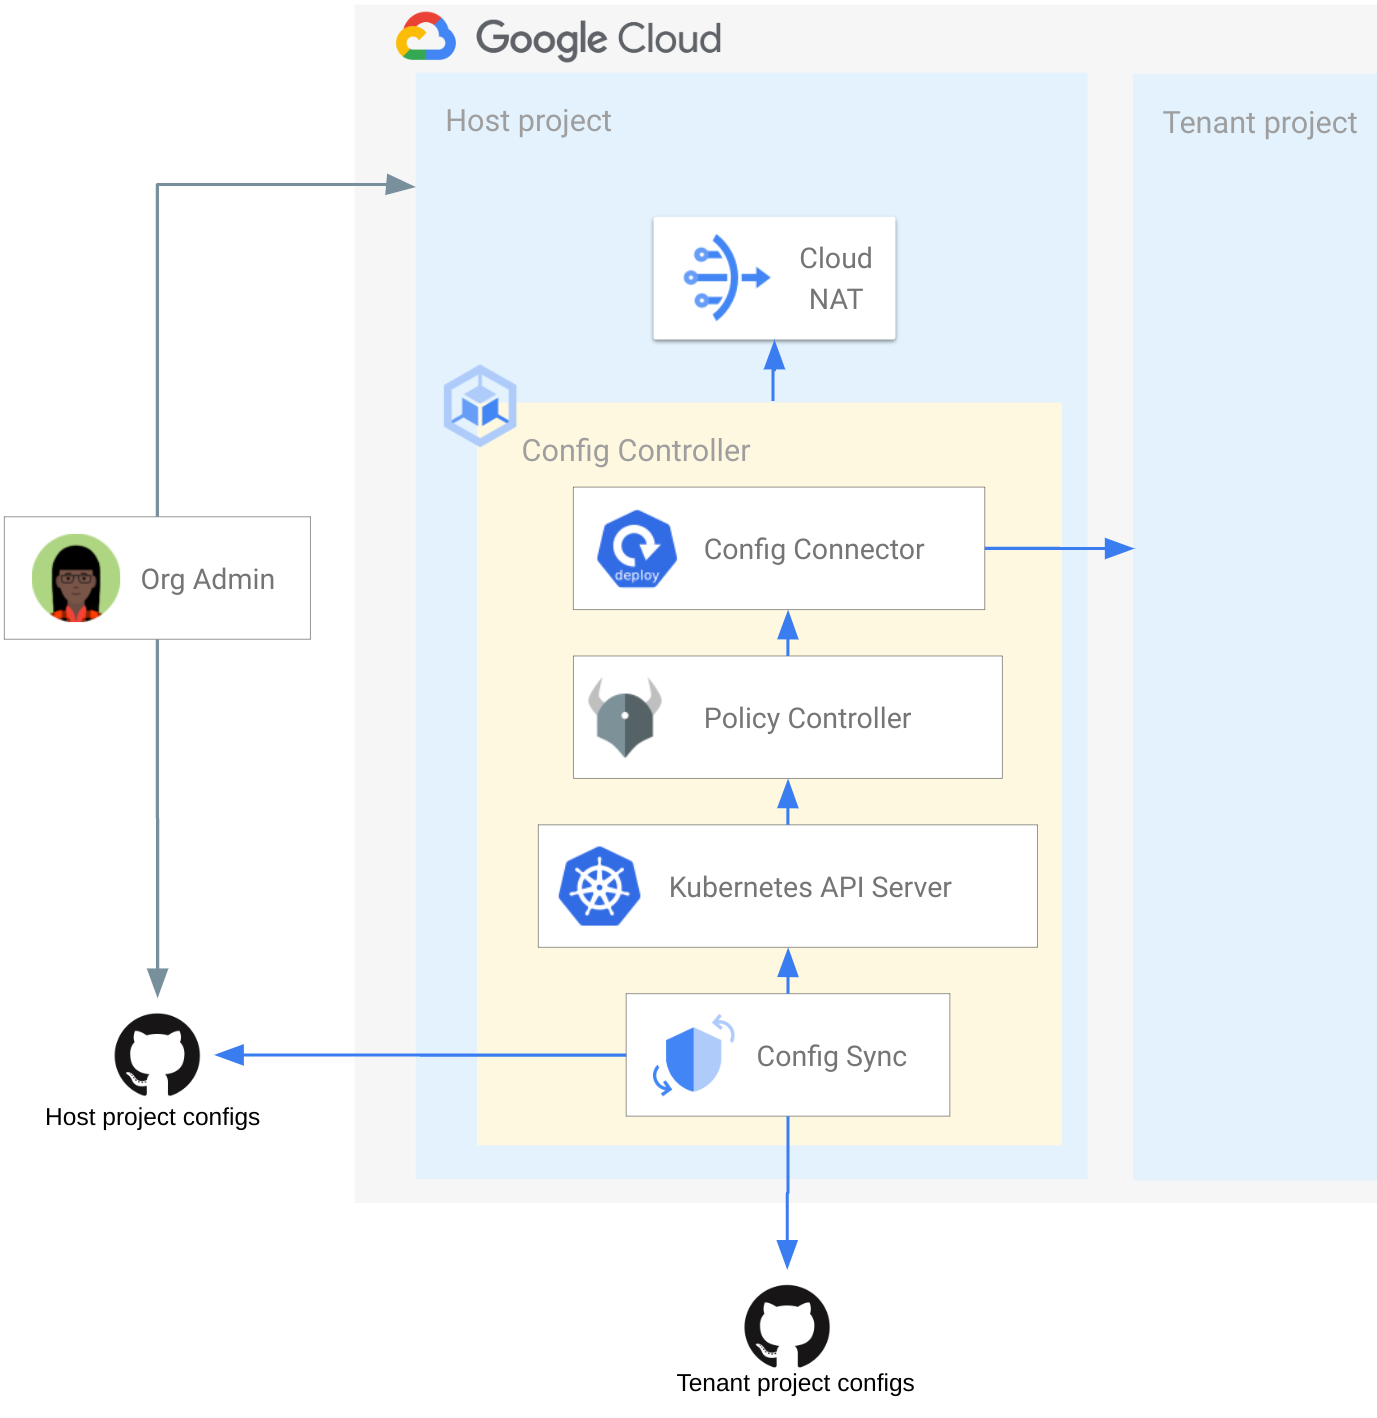 Google Cloud
Host project
Tenant project
Cloud
NAT
Config Controller
deploy
Config Connector
Org Admin
Policy Controller
Kubernetes API Server
Config Sync
Host project configs
Tenant project configs